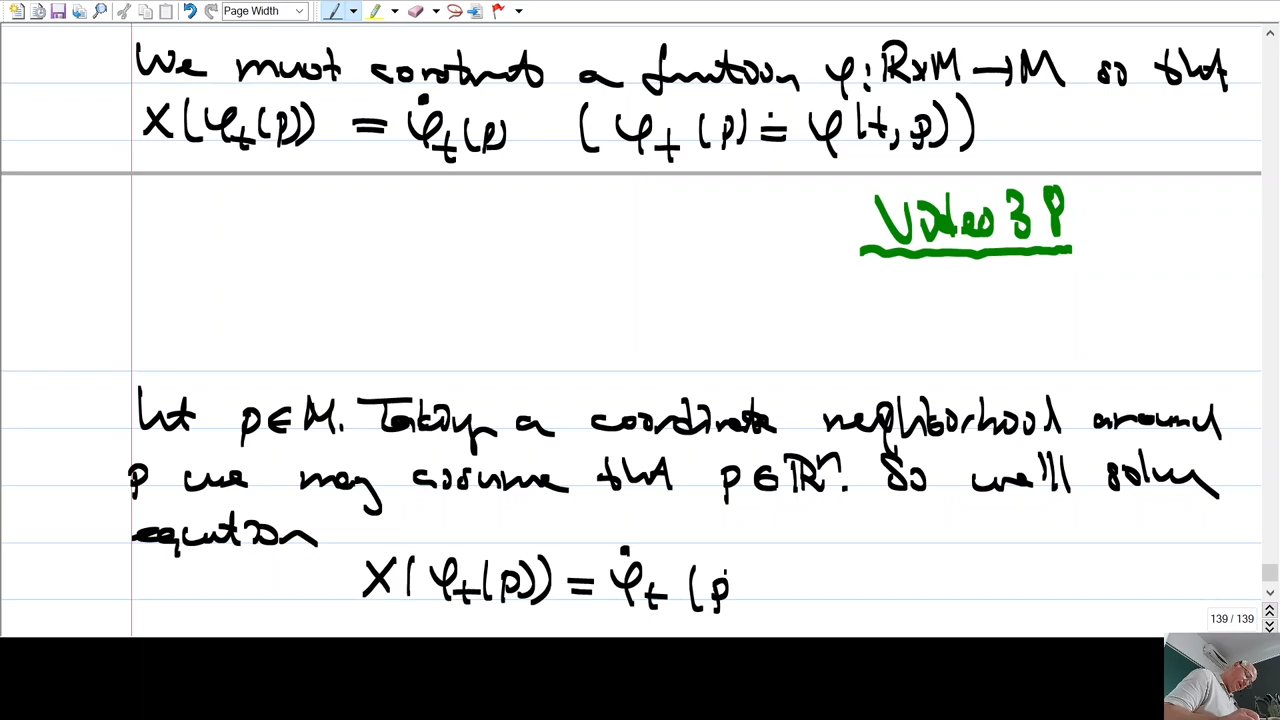 Page Width
We must construct a function φ: ℝ×M → M so that
X(φ_t(p)) = φ̇_t(p) (φ_t(p) ≐ φ(t, p))
Video 38
Let p∈M. Taking a coordinate neighborhood around
p we may assume that p∈ℝⁿ. So we'll solve
equation
X(φ_t(p)) = φ̇_t(p
139 / 139